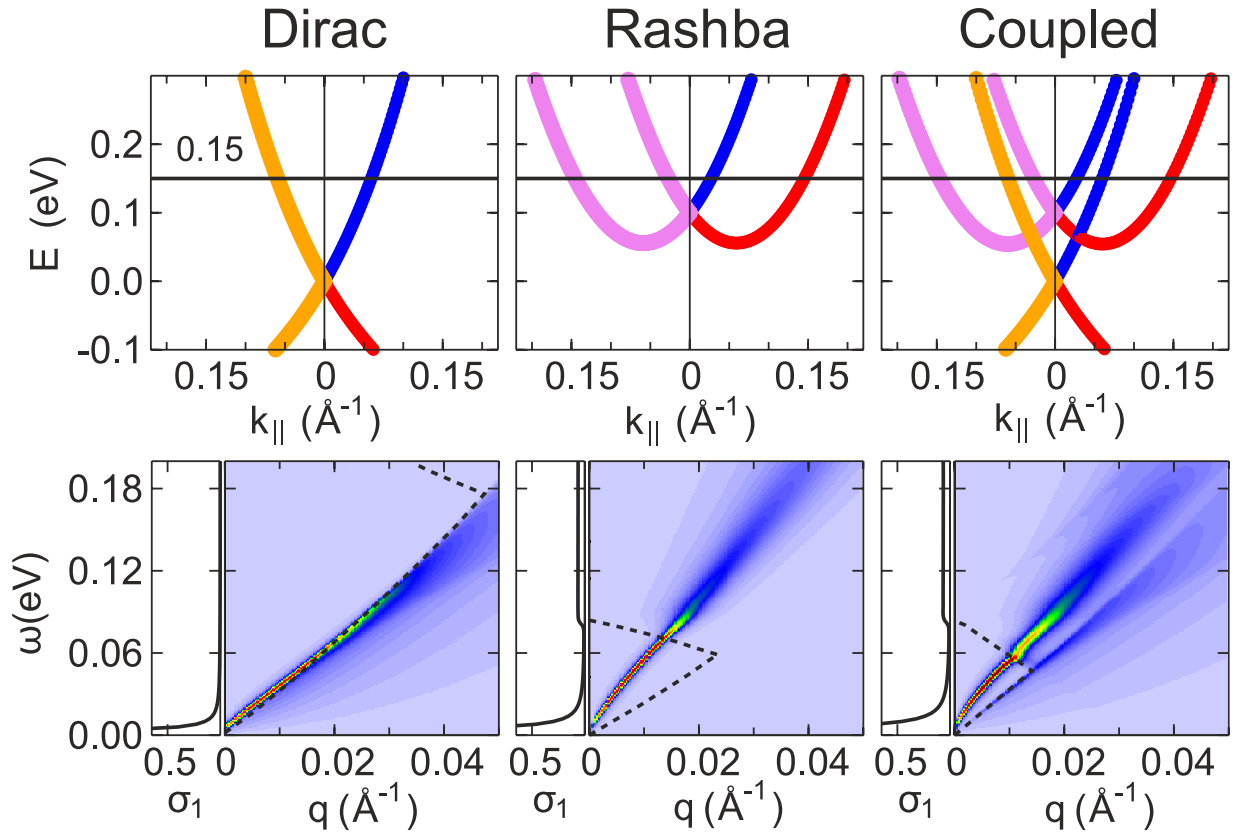 Dirac Rashba Coupled
E (eV)
0.2
0.1
0.0
-0.1
0.15
0.15 0 0.15 0.15 0 0.15 0.15 0 0.15
k|| (Å-1) k|| (Å-1) k|| (Å-1)
ω(eV)
0.18
0.12
0.06
0.00
0.5 0 0.02 0.04 0.5 0 0.02 0.04 0.5 0 0.02 0.04
σ1 q (Å-1) σ1 q (Å-1) σ1 q (Å-1)